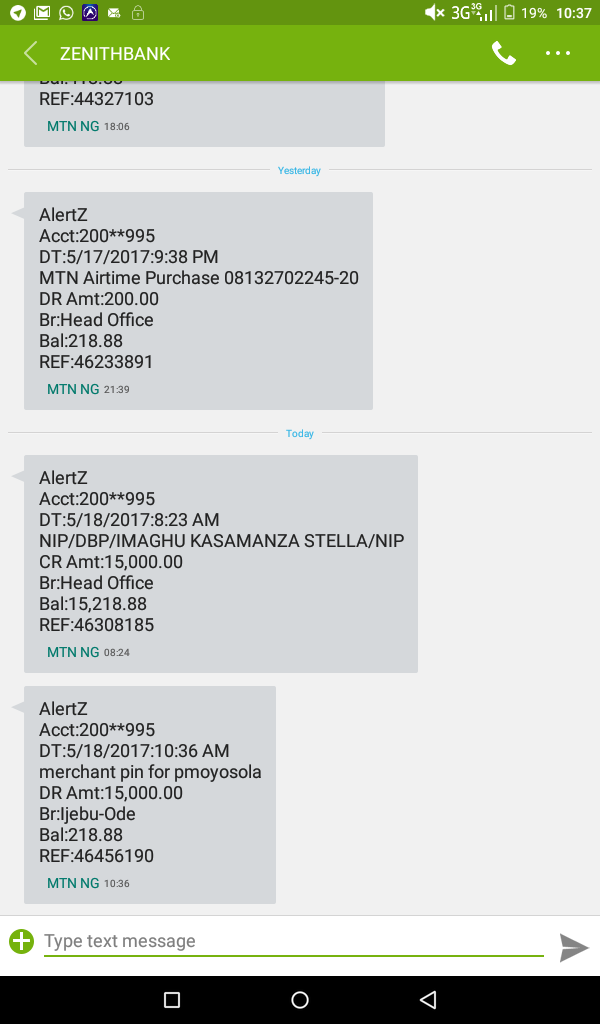 3G 3G 19% 10:37
ZENITHBANK
REF:44327103
MTN NG 18:06
Yesterday
AlertZ
Acct:200**995
DT:5/17/2017:9:38 PM
MTN Airtime Purchase 08132702245-20
DR Amt:200.00
Br:Head Office
Bal:218.88
REF:46233891
MTN NG 21:39
Today
AlertZ
Acct:200**995
DT:5/18/2017:8:23 AM
NIP/DBP/IMAGHU KASAMANZA STELLA/NIP
CR Amt:15,000.00
Br:Head Office
Bal:15,218.88
REF:46308185
MTN NG 08:24
AlertZ
Acct:200**995
DT:5/18/2017:10:36 AM
merchant pin for pmoyosola
DR Amt:15,000.00
Br:Ijebu-Ode
Bal:218.88
REF:46456190
MTN NG 10:36
Type text message